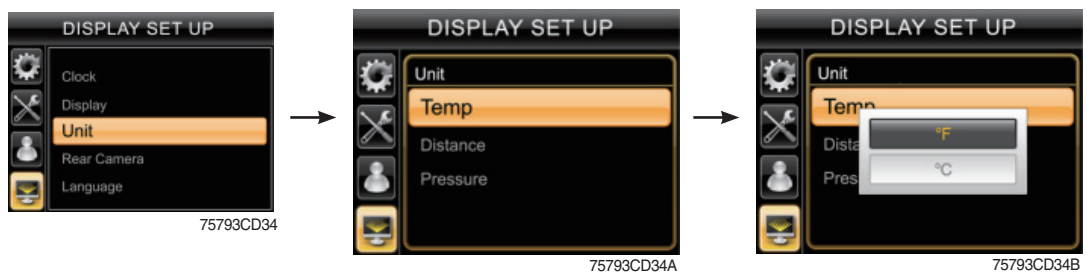 DISPLAY SET UP
Clock
Display
Unit
Rear Camera
Language
75793CD34
DISPLAY SET UP
Unit
Temp
Distance
Pressure
75793CD34A
DISPLAY SET UP
Unit
Temp
Dista
Pres
°F
°C
75793CD34B